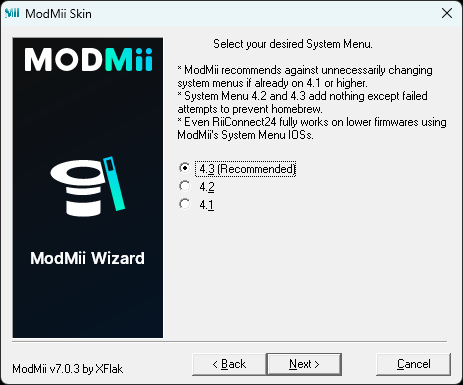 Mii ModMii Skin
Select your desired System Menu.
MODMii
* ModMii recommends against unnecessarily changing
system menus if already on 4.1 or higher.
* System Menu 4.2 and 4.3 add nothing except failed
attempts to prevent homebrew.
* Even RiiConnect24 fully works on lower firmwares using
ModMii's System Menu IOSs.
4.3 (Recommended)
4.2
4.1
ModMii Wizard
ModMii v7.0.3 by XFlak
< Back
Next >
Cancel